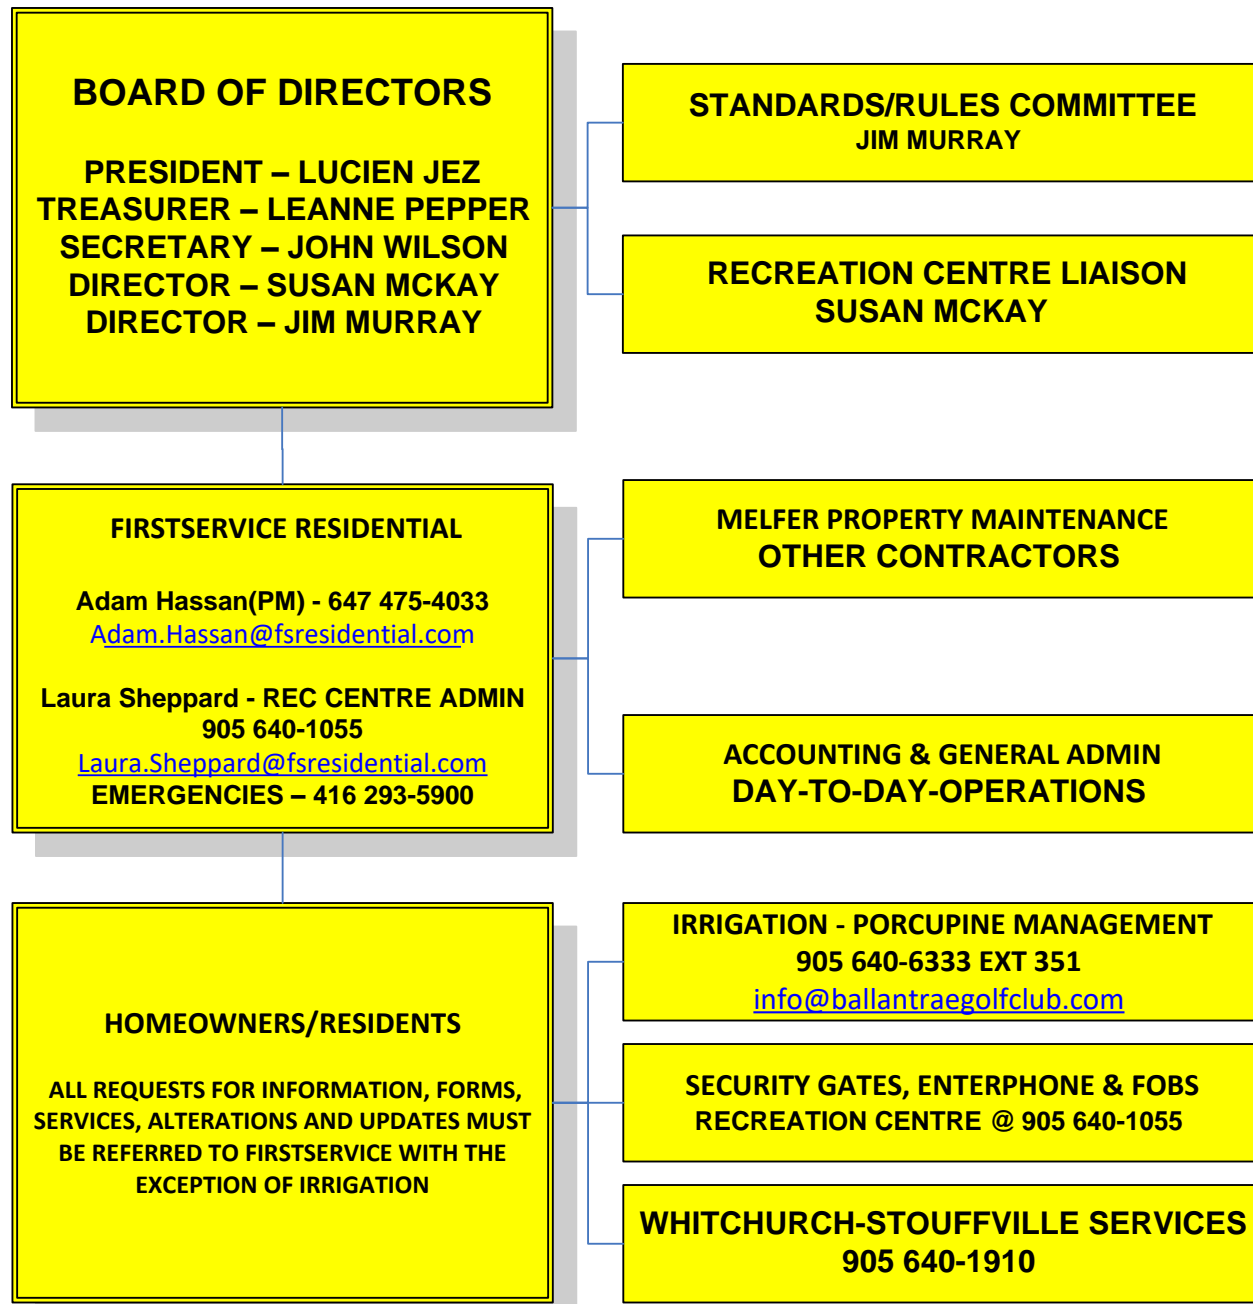 BOARD OF DIRECTORS
PRESIDENT – LUCIEN JEZ
TREASURER – LEANNE PEPPER
SECRETARY – JOHN WILSON
DIRECTOR – SUSAN MCKAY
DIRECTOR – JIM MURRAY
STANDARDS/RULES COMMITTEE
JIM MURRAY
RECREATION CENTRE LIAISON
SUSAN MCKAY
FIRSTSERVICE RESIDENTIAL
Adam Hassan(PM) - 647 475-4033
Adam.Hassan@fsresidential.com
Laura Sheppard - REC CENTRE ADMIN
905 640-1055
Laura.Sheppard@fsresidential.com
EMERGENCIES – 416 293-5900
MELFER PROPERTY MAINTENANCE
OTHER CONTRACTORS
ACCOUNTING & GENERAL ADMIN
DAY-TO-DAY-OPERATIONS
HOMEOWNERS/RESIDENTS
ALL REQUESTS FOR INFORMATION, FORMS,
SERVICES, ALTERATIONS AND UPDATES MUST
BE REFERRED TO FIRSTSERVICE WITH THE
EXCEPTION OF IRRIGATION
IRRIGATION - PORCUPINE MANAGEMENT
905 640-6333 EXT 351
info@ballantraegolfclub.com
SECURITY GATES, ENTERPHONE & FOBS
RECREATION CENTRE @ 905 640-1055
WHITCHURCH-STOUFFVILLE SERVICES
905 640-1910